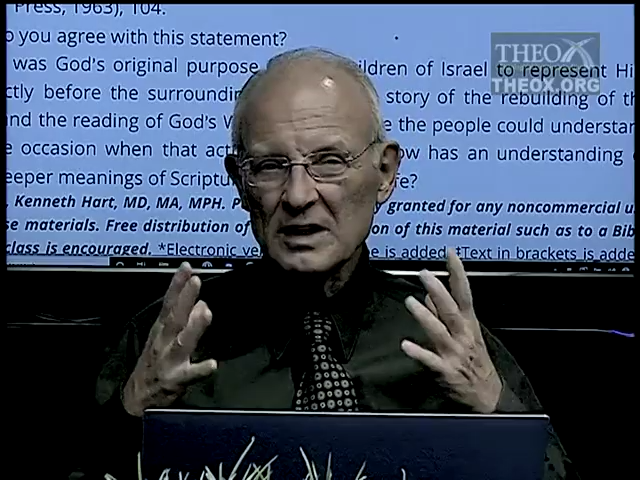 Press, 1963), 104.
o you agree with this statement?
was God's original purpose ildren of Israel to represent Hi
ctly before the surroundin story of the rebuilding of th
nd the reading of God's e the people could understan
e occasion when that act ow has an understanding
eeper meanings of Scriptu e?
, Kenneth Hart, MD, MA, MPH. P granted for any noncommercial u
se materials. Free distribution of on of this material such as to a Bib
class is encouraged. *Electronic ve e is added. Text in brackets is adde
THEOX
THEOX.ORG